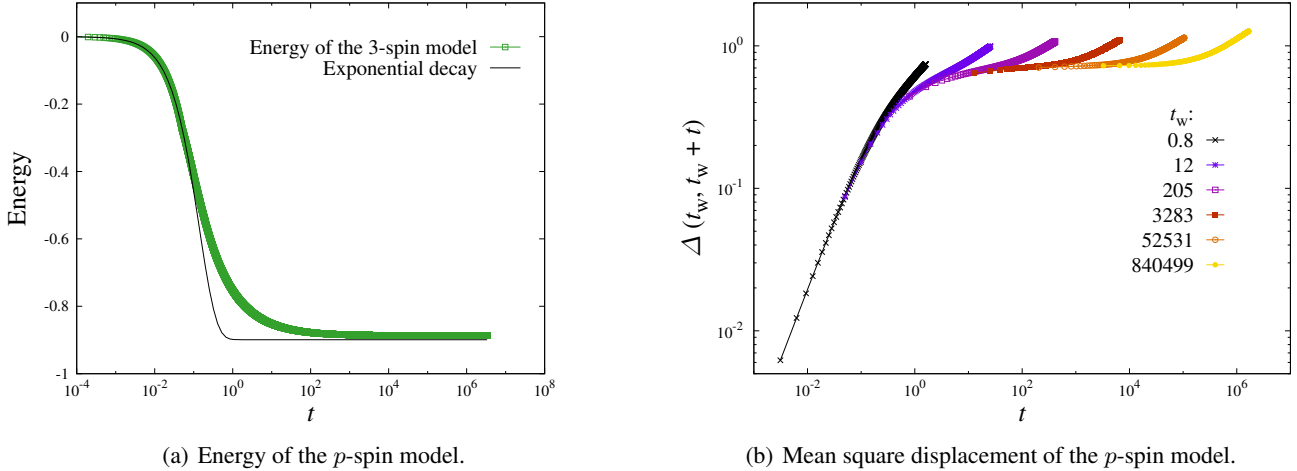 0
-0.2
-0.4
-0.6
-0.8
-1
Energy
Energy of the 3-spin model
Exponential decay
10^-4 10^-2 10^0 10^2 10^4 10^6 10^8
t
(a) Energy of the p-spin model.
10^0
10^-1
10^-2
Δ (t_w, t_w + t)
t_w:
0.8
12
205
3283
52531
840499
10^-2 10^0 10^2 10^4 10^6
t
(b) Mean square displacement of the p-spin model.